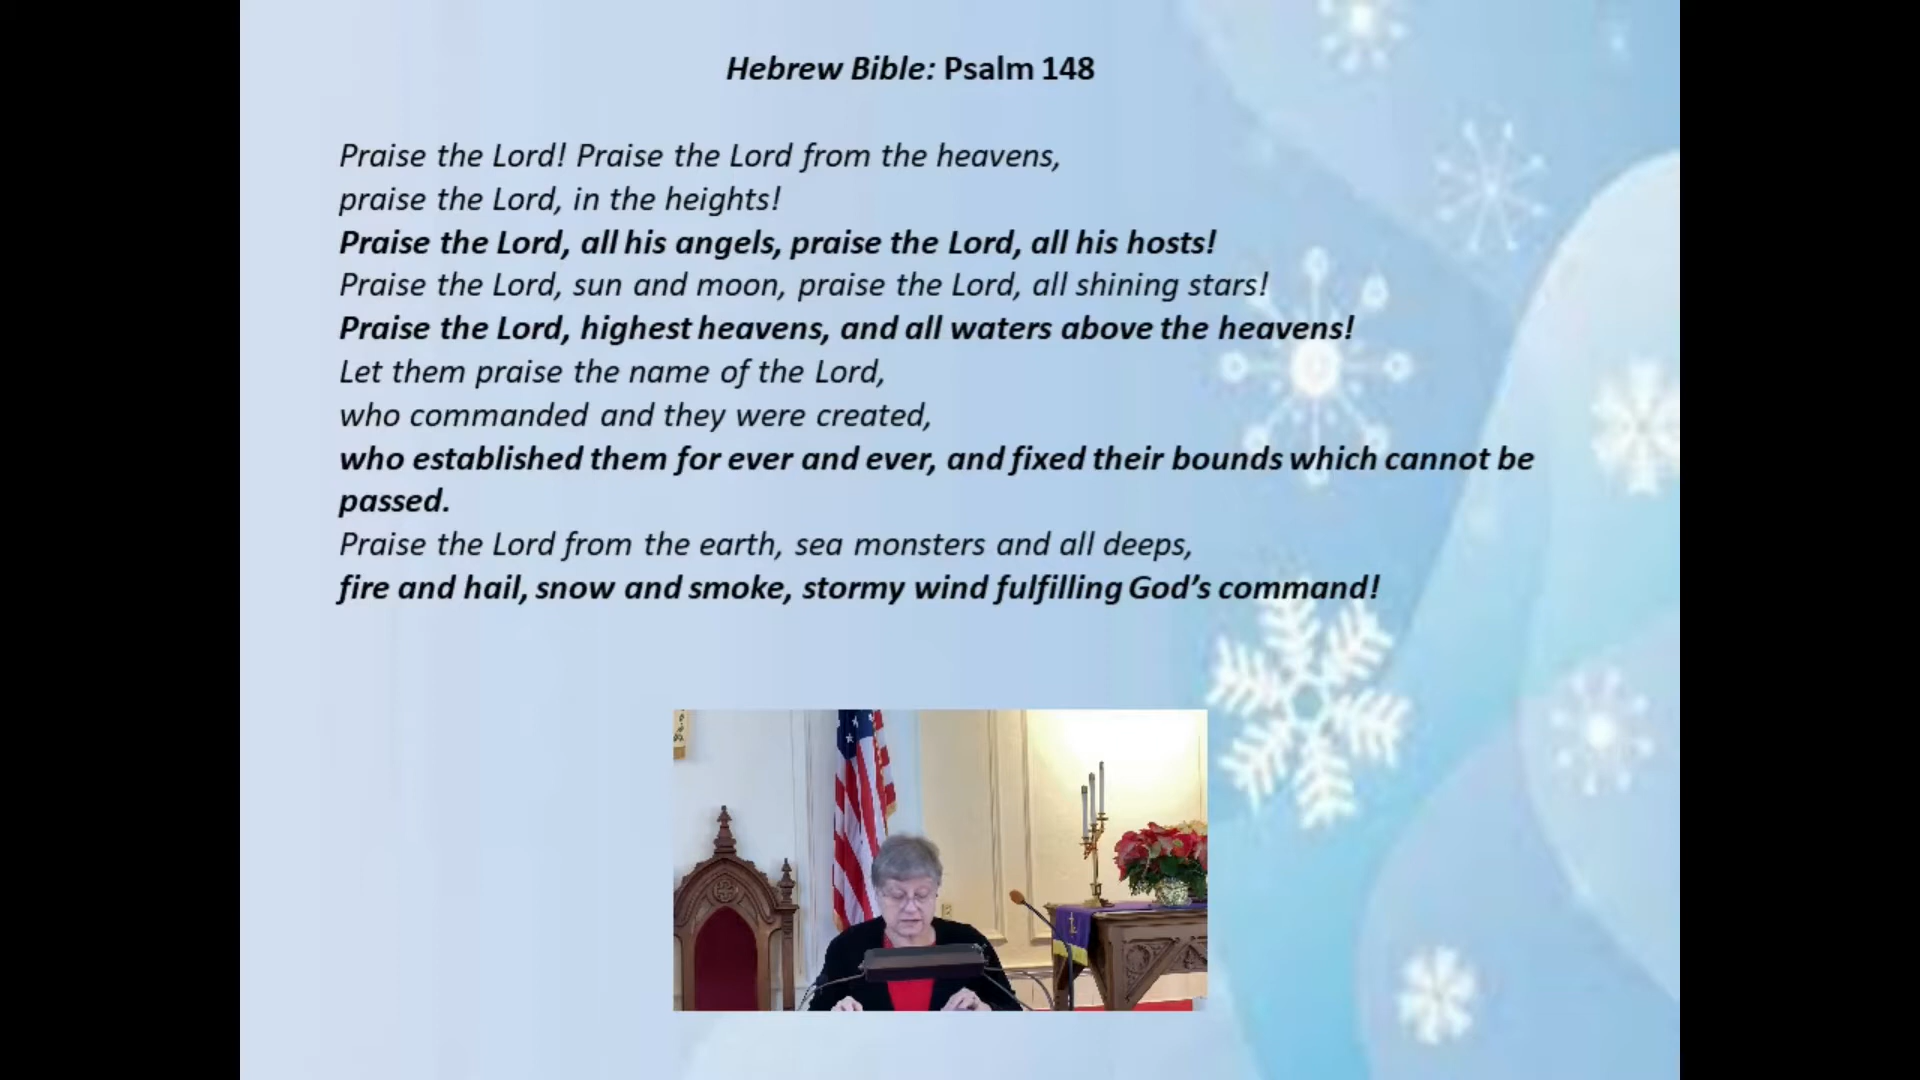 Hebrew Bible: Psalm 148
Praise the Lord! Praise the Lord from the heavens,
praise the Lord, in the heights!
Praise the Lord, all his angels, praise the Lord, all his hosts!
Praise the Lord, sun and moon, praise the Lord, all shining stars!
Praise the Lord, highest heavens, and all waters above the heavens!
Let them praise the name of the Lord,
who commanded and they were created,
who established them for ever and ever, and fixed their bounds which cannot be
passed.
Praise the Lord from the earth, sea monsters and all deeps,
fire and hail, snow and smoke, stormy wind fulfilling God’s command!